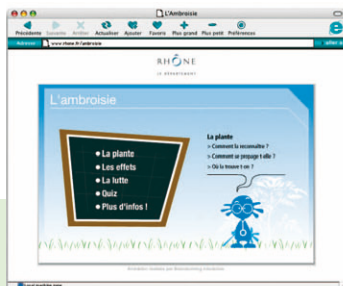 L'Ambroisie
Précédente Suivante Arrêter Actualiser Ajouter Favoris Plus grand Plus petit Préférences
Adresse : www.rhone.fr/l'ambroisie aller à
RHÔNE
LE DÉPARTEMENT
L'ambroisie
La plante
> Comment la reconnaître ?
> Comment se propage t-elle ?
> Où la trouve t-on ?
• La plante
• Les effets
• La lutte
• Quiz
• Plus d'infos !